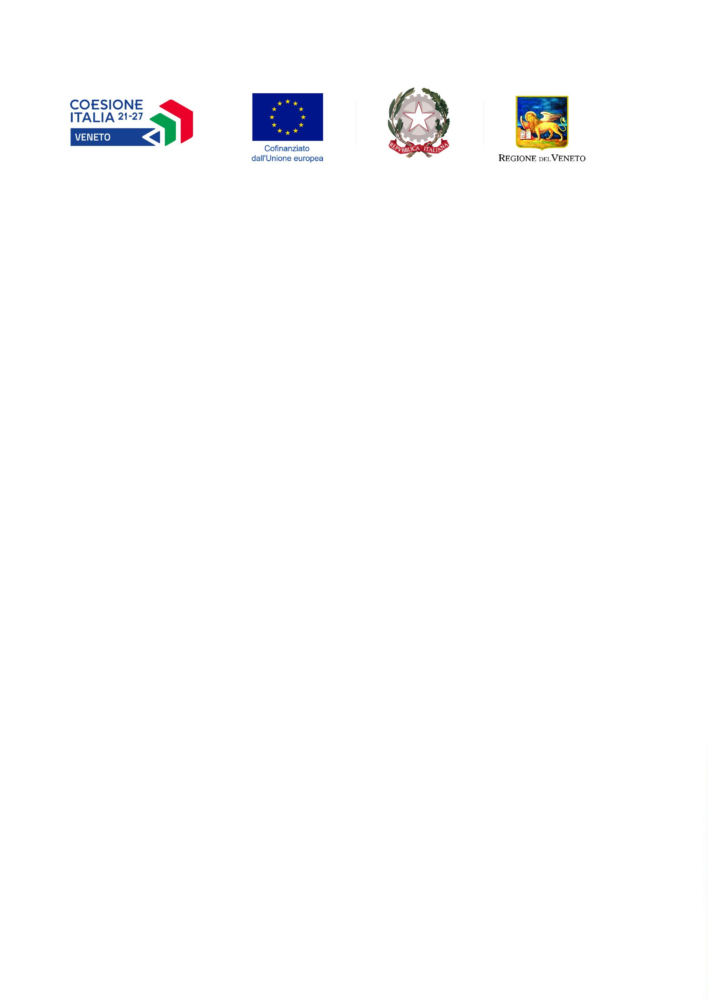 COESIONE
ITALIA 21-27
VENETO
Cofinanziato
dall'Unione europea
REPVBBLICA ITALIANA
REGIONE DEL VENETO